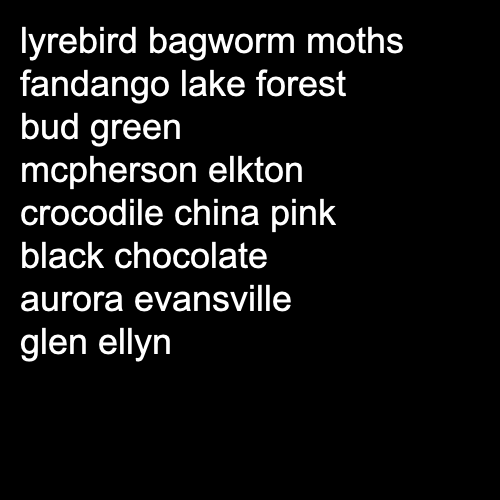 lyrebird bagworm moths
fandango lake forest
bud green
mcpherson elkton
crocodile china pink
black chocolate
aurora evansville
glen ellyn